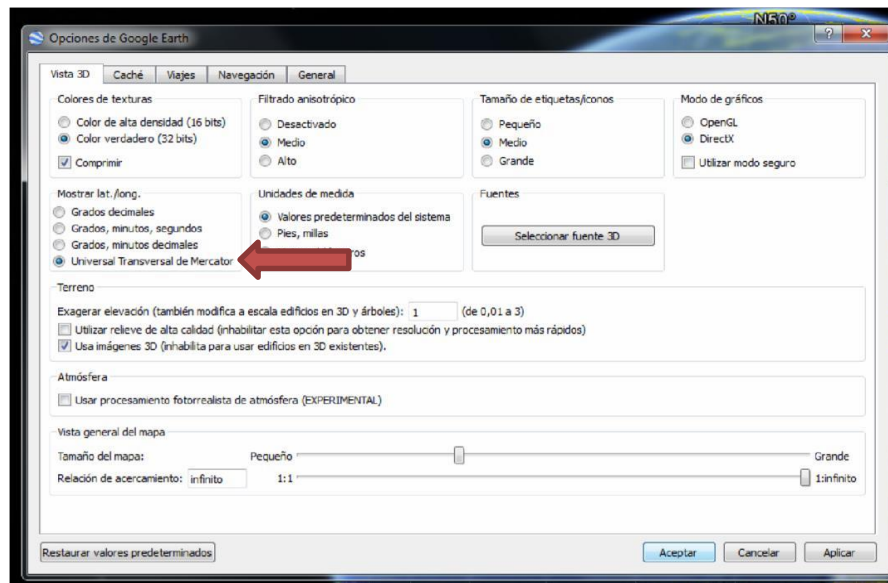 N50°
Opciones de Google Earth
Vista 3D Caché Viajes Navegación General
Colores de texturas
Color de alta densidad (16 bits)
Color verdadero (32 bits)
Comprimir
Filtrado anisotrópico
Desactivado
Medio
Alto
Tamaño de etiquetas/iconos
Pequeño
Medio
Grande
Modo de gráficos
OpenGL
DirectX
Utilizar modo seguro
Mostrar lat./long.
Grados decimales
Grados, minutos, segundos
Grados, minutos decimales
Universal Transversal de Mercator
Unidades de medida
Valores predeterminados del sistema
Pies, millas
ros
Fuentes
Seleccionar fuente 3D
Terreno
Exagerar elevación (también modifica a escala edificios en 3D y árboles): 1 (de 0,01 a 3)
Utilizar relieve de alta calidad (inhabilitar esta opción para obtener resolución y procesamiento más rápidos)
Usa imágenes 3D (inhabilita para usar edificios en 3D existentes).
Atmósfera
Usar procesamiento fotorrealista de atmósfera (EXPERIMENTAL)
Vista general del mapa
Tamaño del mapa: Pequeño Grande
Relación de acercamiento: infinito 1:1 1:infinito
Restaurar valores predeterminados Aceptar Cancelar Aplicar